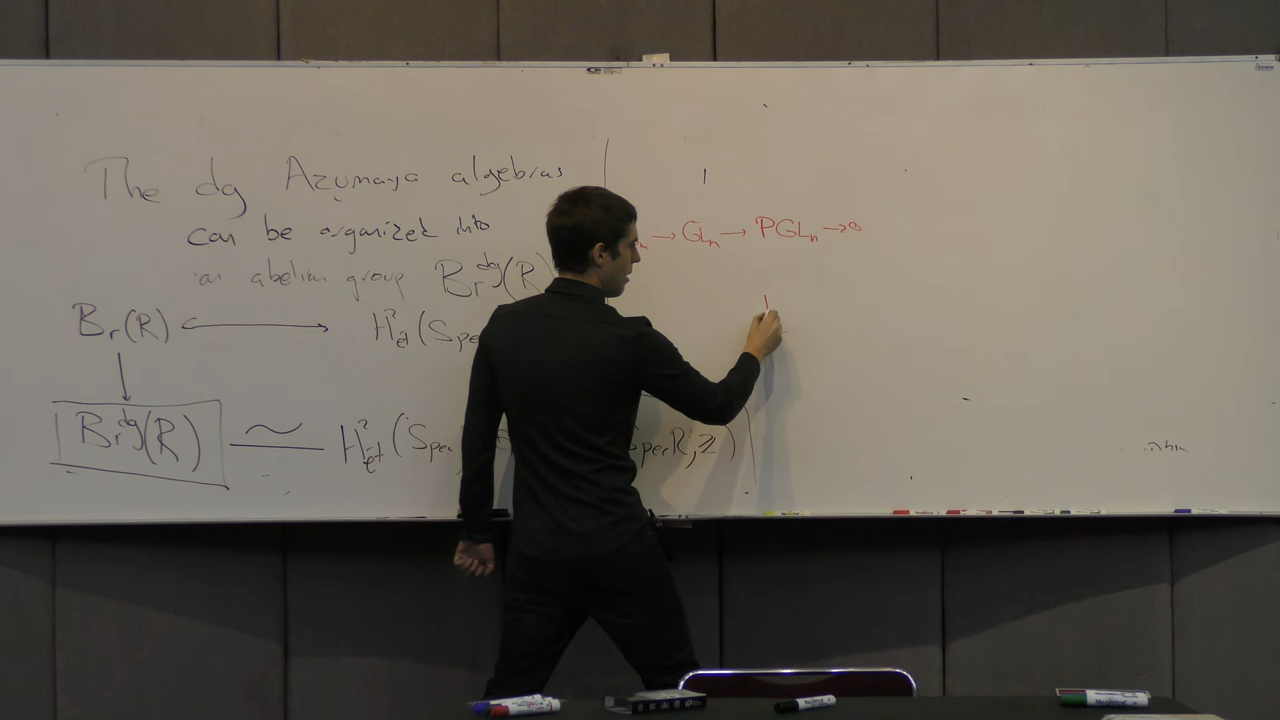 The dg Azumaya algebras
can be organized into
an abelian group Br^dg(R)
Br(R) ⟷ H²_ét(Spe
↓
Br^dg(R) ≃ H²_ét(Spec SpecR, Z)
n → GL_n → PGL_n → 0